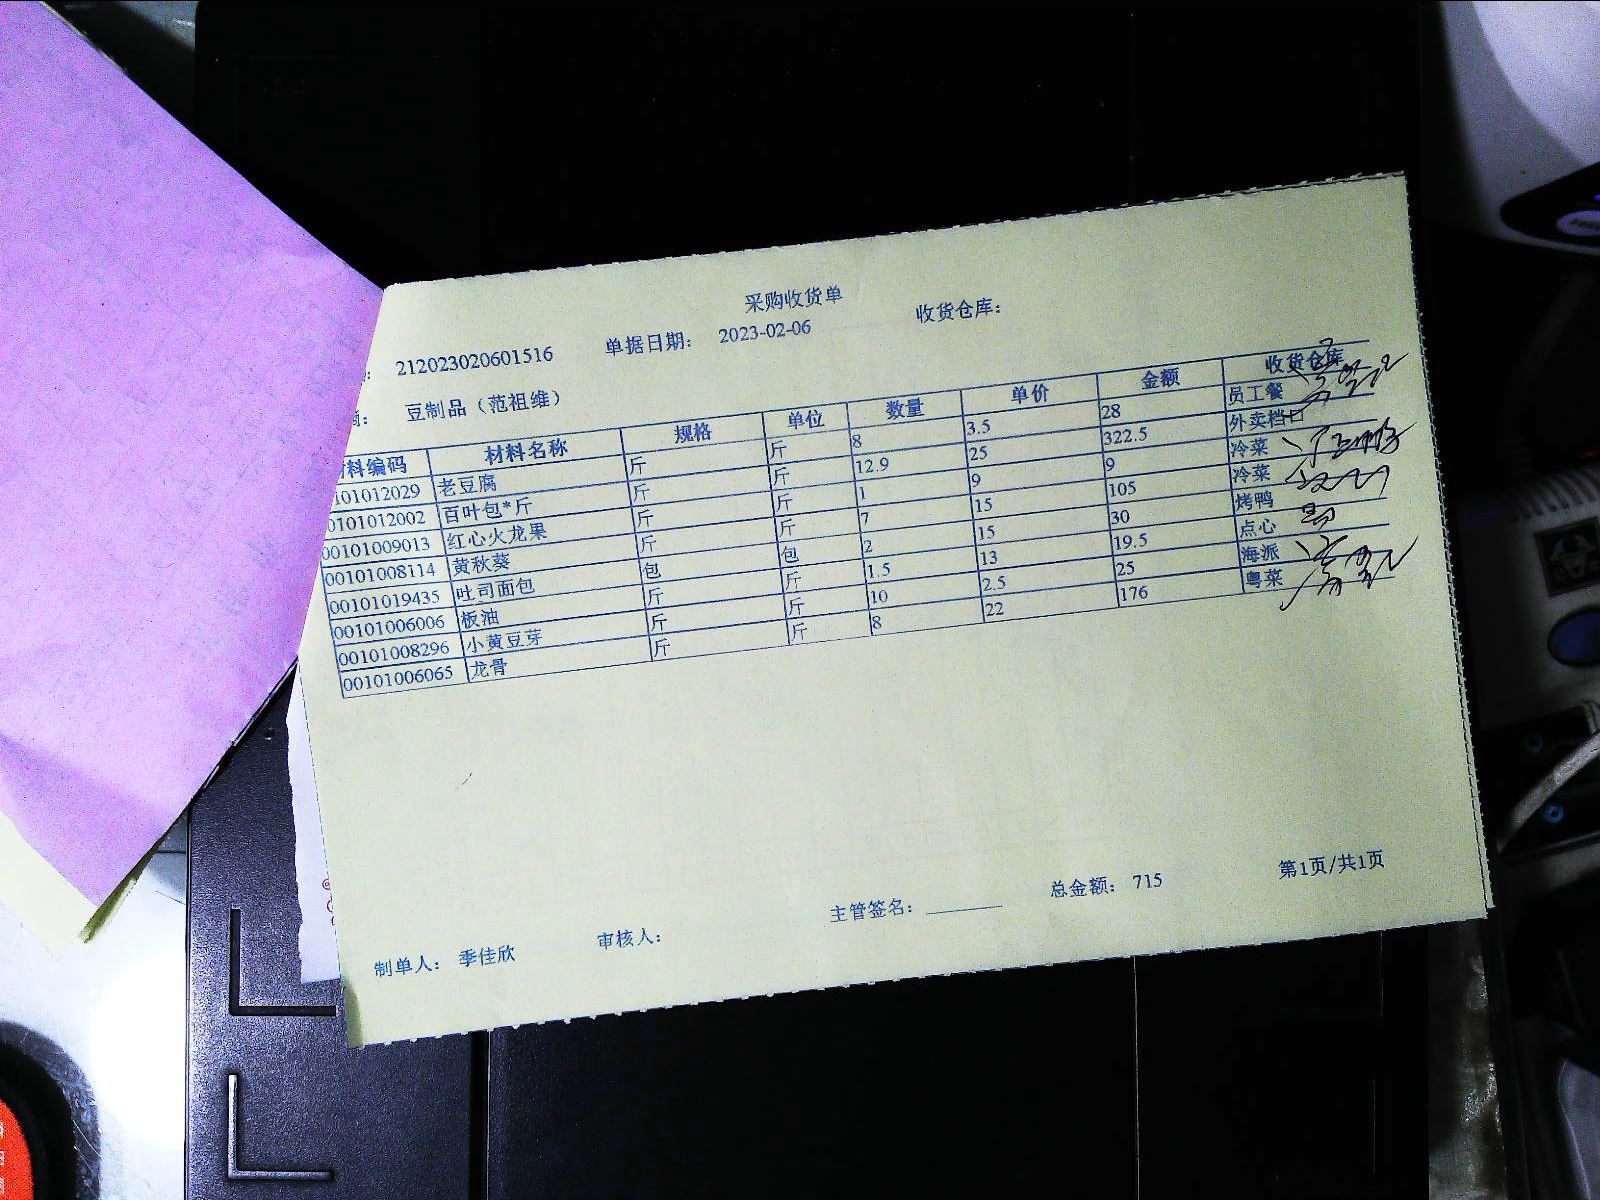 采购收货单
: 212023020601516 单据日期: 2023-02-06 收货仓库:
商: 豆制品（范祖维）
材料编码 材料名称 规格 单位 数量 单价 金额 收货仓库
101012029 老豆腐 斤 斤 8 3.5 28 员工餐
0101012002 百叶包*斤 斤 斤 12.9 25 322.5 外卖档口
00101009013 红心火龙果 斤 斤 1 9 9 冷菜
00101008114 黄秋葵 斤 斤 7 15 105 冷菜
00101019435 吐司面包 包 包 2 15 30 烤鸭
00101006006 板油 斤 斤 1.5 13 19.5 点心
00101008296 小黄豆芽 斤 斤 10 2.5 25 海派
00101006065 龙骨 斤 斤 8 22 176 粤菜
制单人: 季佳欣 审核人: 主管签名: 总金额: 715 第1页/共1页